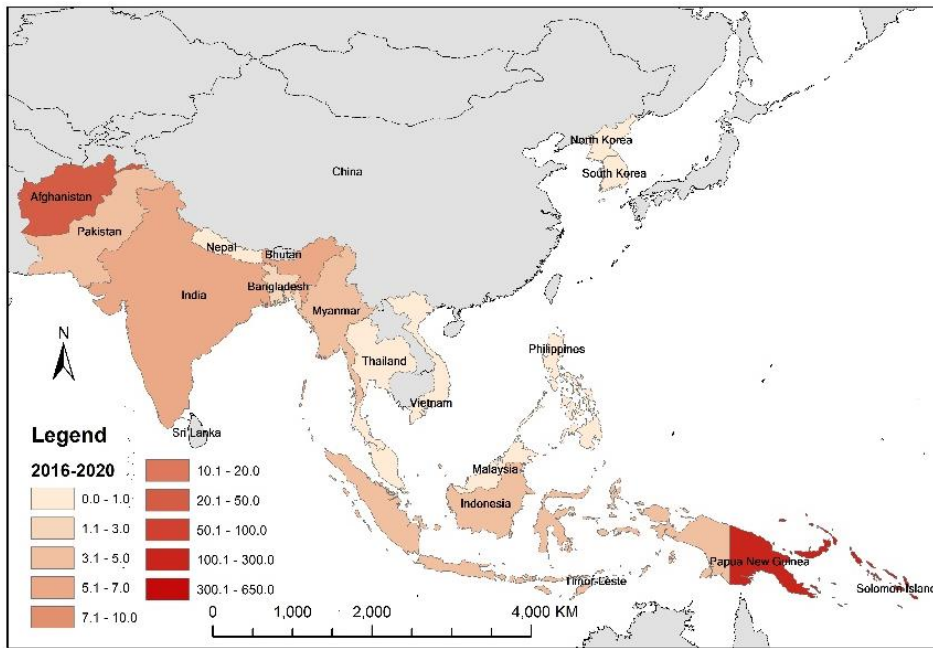 North Korea
South Korea
China
Afghanistan
Pakistan
Nepal
Bhutan
India
Bangladesh
Myanmar
N
Thailand
Philippines
Vietnam
Sri Lanka
Malaysia
Indonesia
Papua New Guinea
Timor-Leste
Solomon Island
Legend
2016-2020
0.0 - 1.0
1.1 - 3.0
3.1 - 5.0
5.1 - 7.0
7.1 - 10.0
10.1 - 20.0
20.1 - 50.0
50.1 - 100.0
100.1 - 300.0
300.1 - 650.0
0 1,000 2,000 4,000 KM